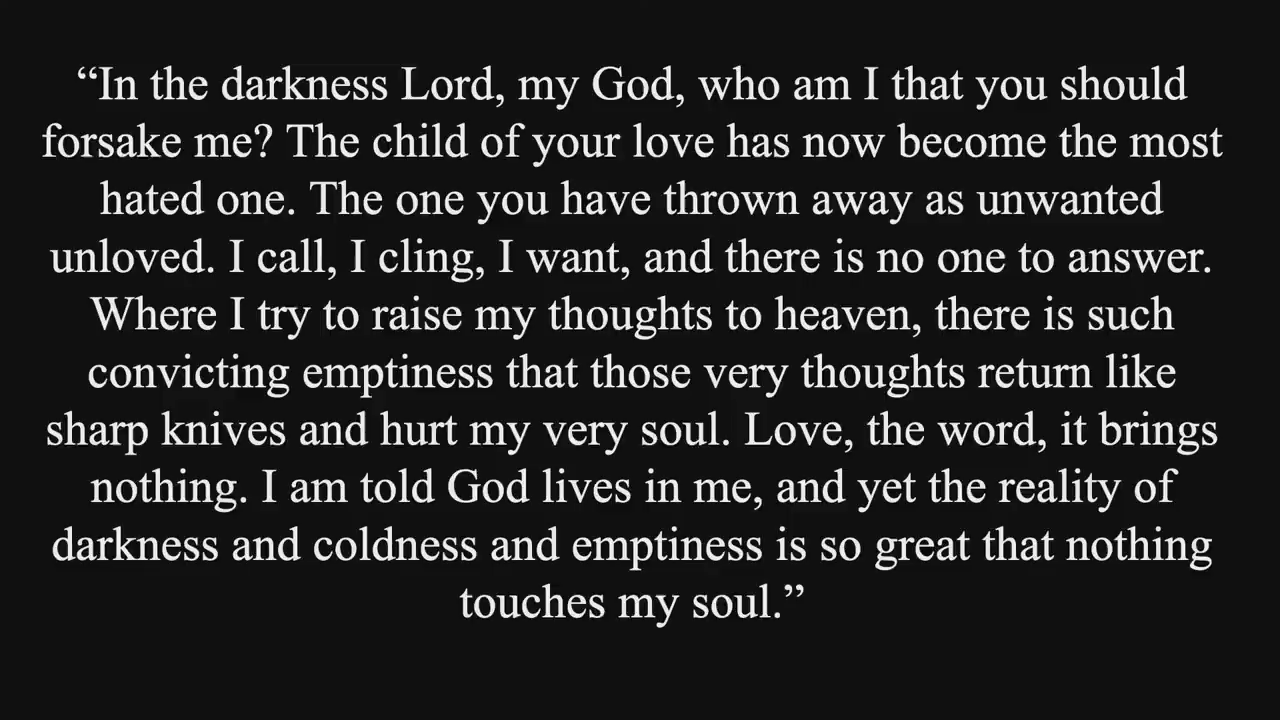 “In the darkness Lord, my God, who am I that you should
forsake me? The child of your love has now become the most
hated one. The one you have thrown away as unwanted
unloved. I call, I cling, I want, and there is no one to answer.
Where I try to raise my thoughts to heaven, there is such
convicting emptiness that those very thoughts return like
sharp knives and hurt my very soul. Love, the word, it brings
nothing. I am told God lives in me, and yet the reality of
darkness and coldness and emptiness is so great that nothing
touches my soul.”